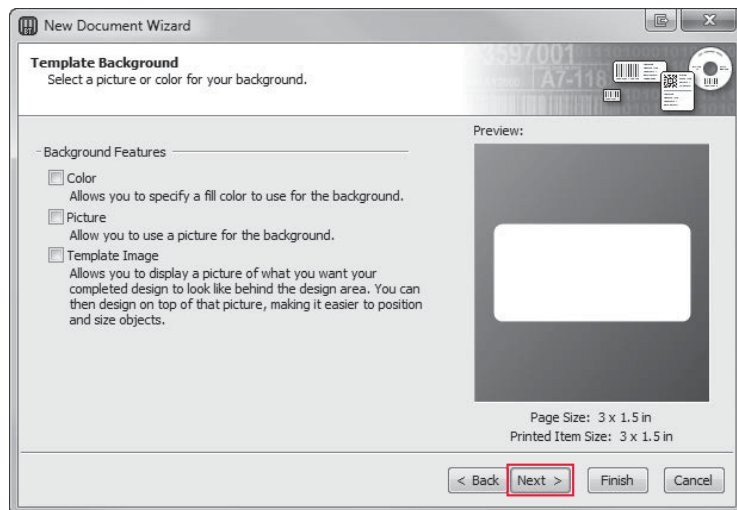 New Document Wizard
Template Background
Select a picture or color for your background.
3597001
A7-118
Preview:
Background Features
Color
Allows you to specify a fill color to use for the background.
Picture
Allow you to use a picture for the background.
Template Image
Allows you to display a picture of what you want your
completed design to look like behind the design area. You can
then design on top of that picture, making it easier to position
and size objects.
Page Size: 3 x 1.5 in
Printed Item Size: 3 x 1.5 in
< Back Next > Finish Cancel